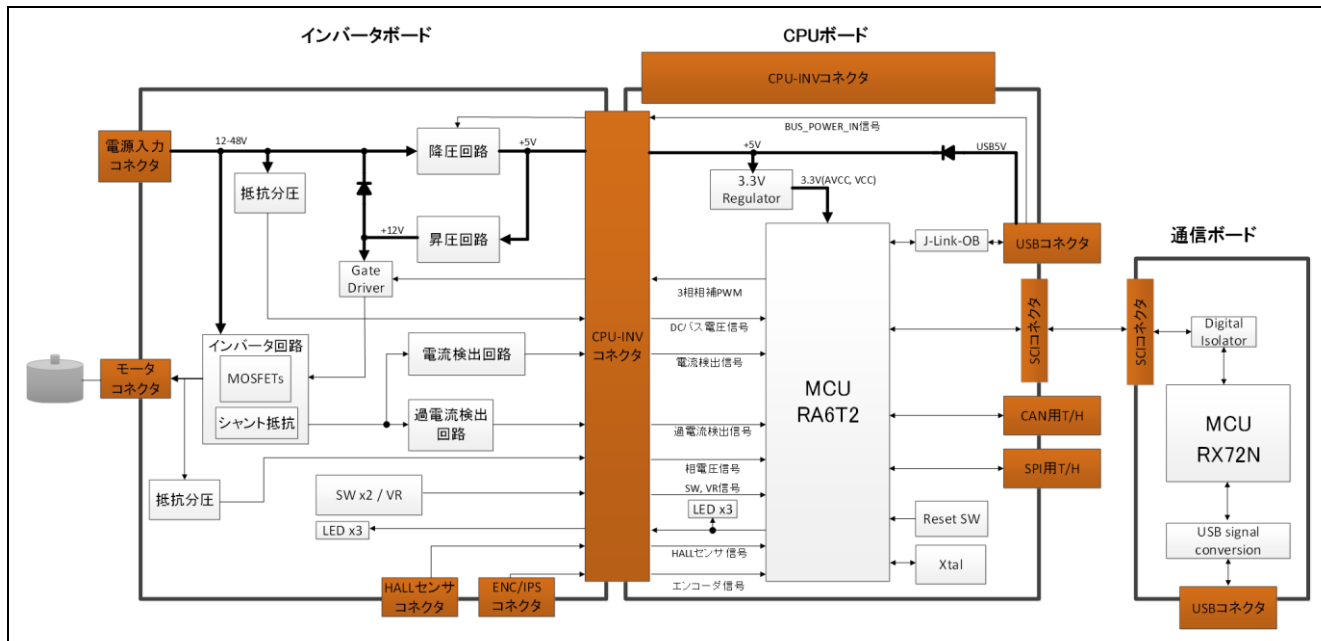 インバータボード
CPUボード
CPU-INVコネクタ
電源入力
コネクタ
12-48V
降圧回路
+5V
BUS_POWER_IN信号
+5V
USB5V
抵抗分圧
3.3V
Regulator
3.3V(AVCC, VCC)
+12V
昇圧回路
Gate
Driver
J-Link-OB
USBコネクタ
通信ボード
3相相補PWM
DCバス電圧信号
SCIコネクタ
SCIコネクタ
Digital
Isolator
インバータ回路
MOSFETs
シャント抵抗
モータ
コネクタ
電流検出回路
CPU-INV
コネクタ
電流検出信号
MCU
RA6T2
過電流検出
回路
過電流検出信号
CAN用T/H
MCU
RX72N
相電圧信号
SPI用T/H
抵抗分圧
SW x2 / VR
SW, VR信号
LED x3
LED x3
Reset SW
USB signal
conversion
HALLセンサ信号
Xtal
エンコーダ信号
HALLセンサ
コネクタ
ENC/IPS
コネクタ
USBコネクタ